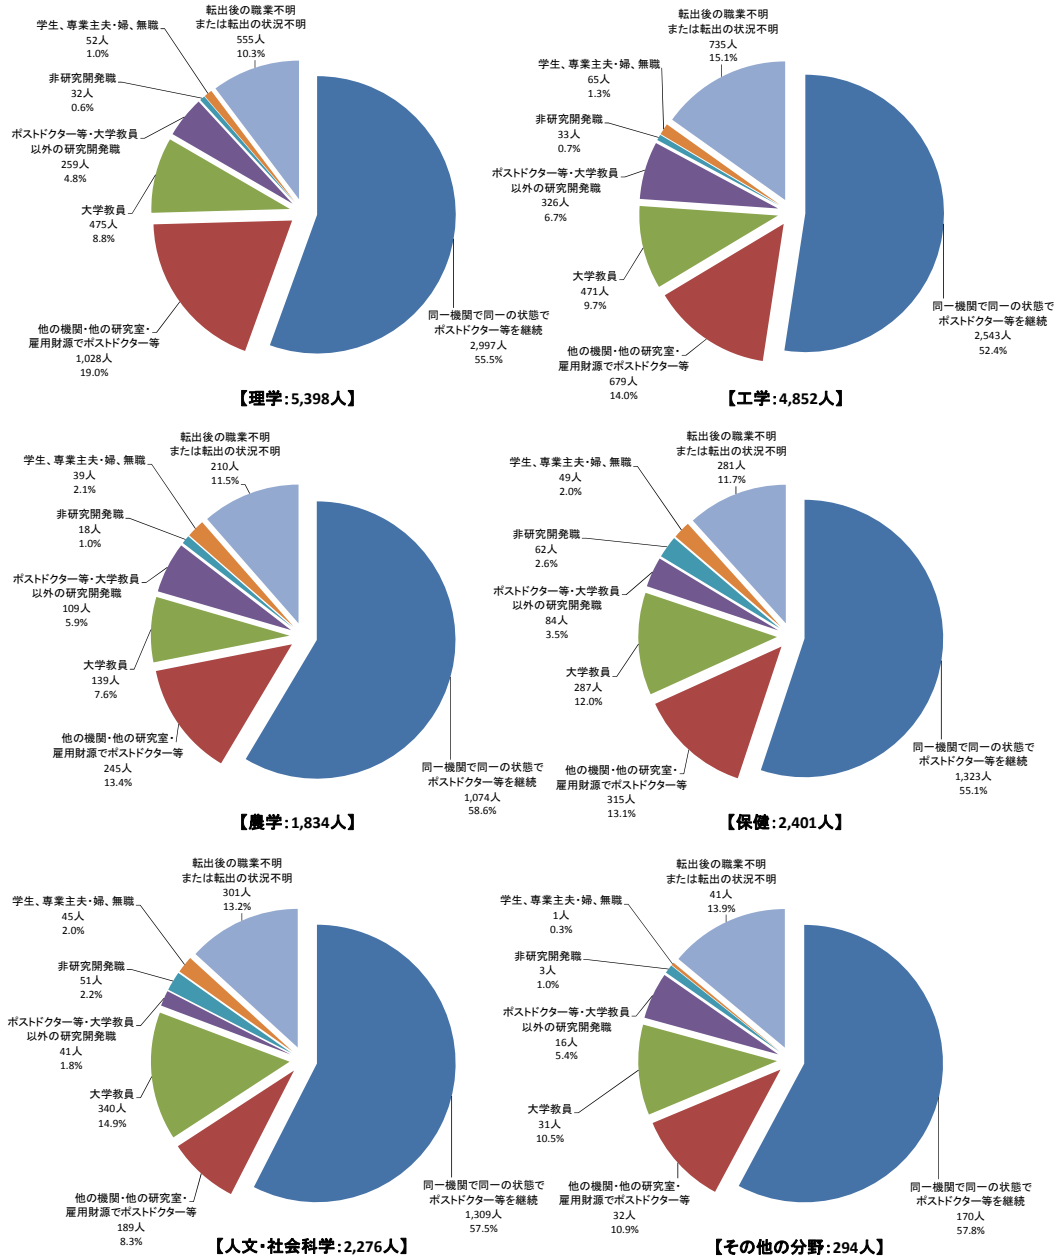 転出後の職業不明
または転出の状況不明
555人
10.3%
学生、専業主夫・婦、無職
52人
1.0%
非研究開発職
32人
0.6%
ポストドクター等・大学教員
以外の研究開発職
259人
4.8%
大学教員
475人
8.8%
他の機関・他の研究室・
雇用財源でポストドクター等
1,028人
19.0%
同一機関で同一の状態で
ポストドクター等を継続
2,997人
55.5%
【理学:5,398人】
転出後の職業不明
または転出の状況不明
735人
15.1%
学生、専業主夫・婦、無職
65人
1.3%
非研究開発職
33人
0.7%
ポストドクター等・大学教員
以外の研究開発職
326人
6.7%
大学教員
471人
9.7%
他の機関・他の研究室・
雇用財源でポストドクター等
679人
14.0%
同一機関で同一の状態で
ポストドクター等を継続
2,543人
52.4%
【工学:4,852人】
転出後の職業不明
または転出の状況不明
210人
11.5%
学生、専業主夫・婦、無職
39人
2.1%
非研究開発職
18人
1.0%
ポストドクター等・大学教員
以外の研究開発職
109人
5.9%
大学教員
139人
7.6%
他の機関・他の研究室・
雇用財源でポストドクター等
245人
13.4%
同一機関で同一の状態で
ポストドクター等を継続
1,074人
58.6%
【農学:1,834人】
転出後の職業不明
または転出の状況不明
281人
11.7%
学生、専業主夫・婦、無職
49人
2.0%
非研究開発職
62人
2.6%
ポストドクター等・大学教員
以外の研究開発職
84人
3.5%
大学教員
287人
12.0%
他の機関・他の研究室・
雇用財源でポストドクター等
315人
13.1%
同一機関で同一の状態で
ポストドクター等を継続
1,323人
55.1%
【保健:2,401人】
転出後の職業不明
または転出の状況不明
301人
13.2%
学生、専業主夫・婦、無職
45人
2.0%
非研究開発職
51人
2.2%
ポストドクター等・大学教員
以外の研究開発職
41人
1.8%
大学教員
340人
14.9%
他の機関・他の研究室・
雇用財源でポストドクター等
189人
8.3%
同一機関で同一の状態で
ポストドクター等を継続
1,309人
57.5%
【人文・社会科学:2,276人】
転出後の職業不明
または転出の状況不明
41人
13.9%
学生、専業主夫・婦、無職
1人
0.3%
非研究開発職
3人
1.0%
ポストドクター等・大学教員
以外の研究開発職
16人
5.4%
大学教員
31人
10.5%
他の機関・他の研究室・
雇用財源でポストドクター等
32人
10.9%
同一機関で同一の状態で
ポストドクター等を継続
170人
57.8%
【その他の分野:294人】